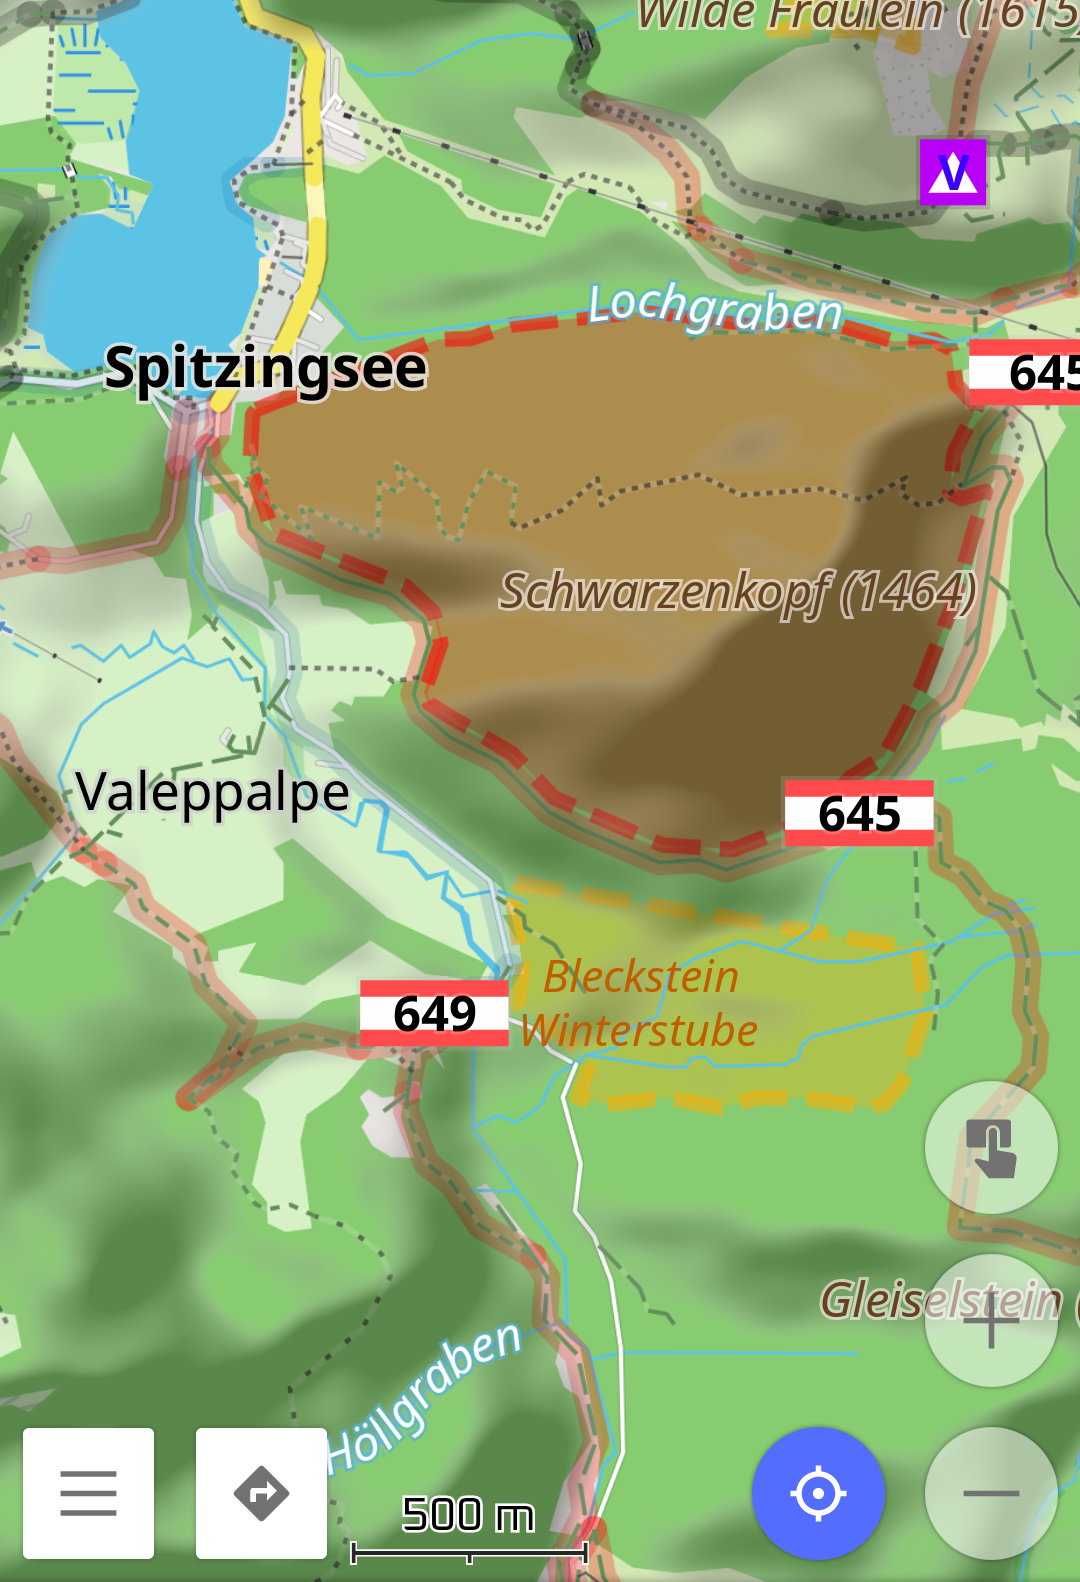 Wilde Fräulein (1615)
V
Lochgraben
Spitzingsee
645
Schwarzenkopf (1464)
Valeppalpe
645
Bleckstein
Winterstube
649
Gleiselstein (
Höllgraben
500 m